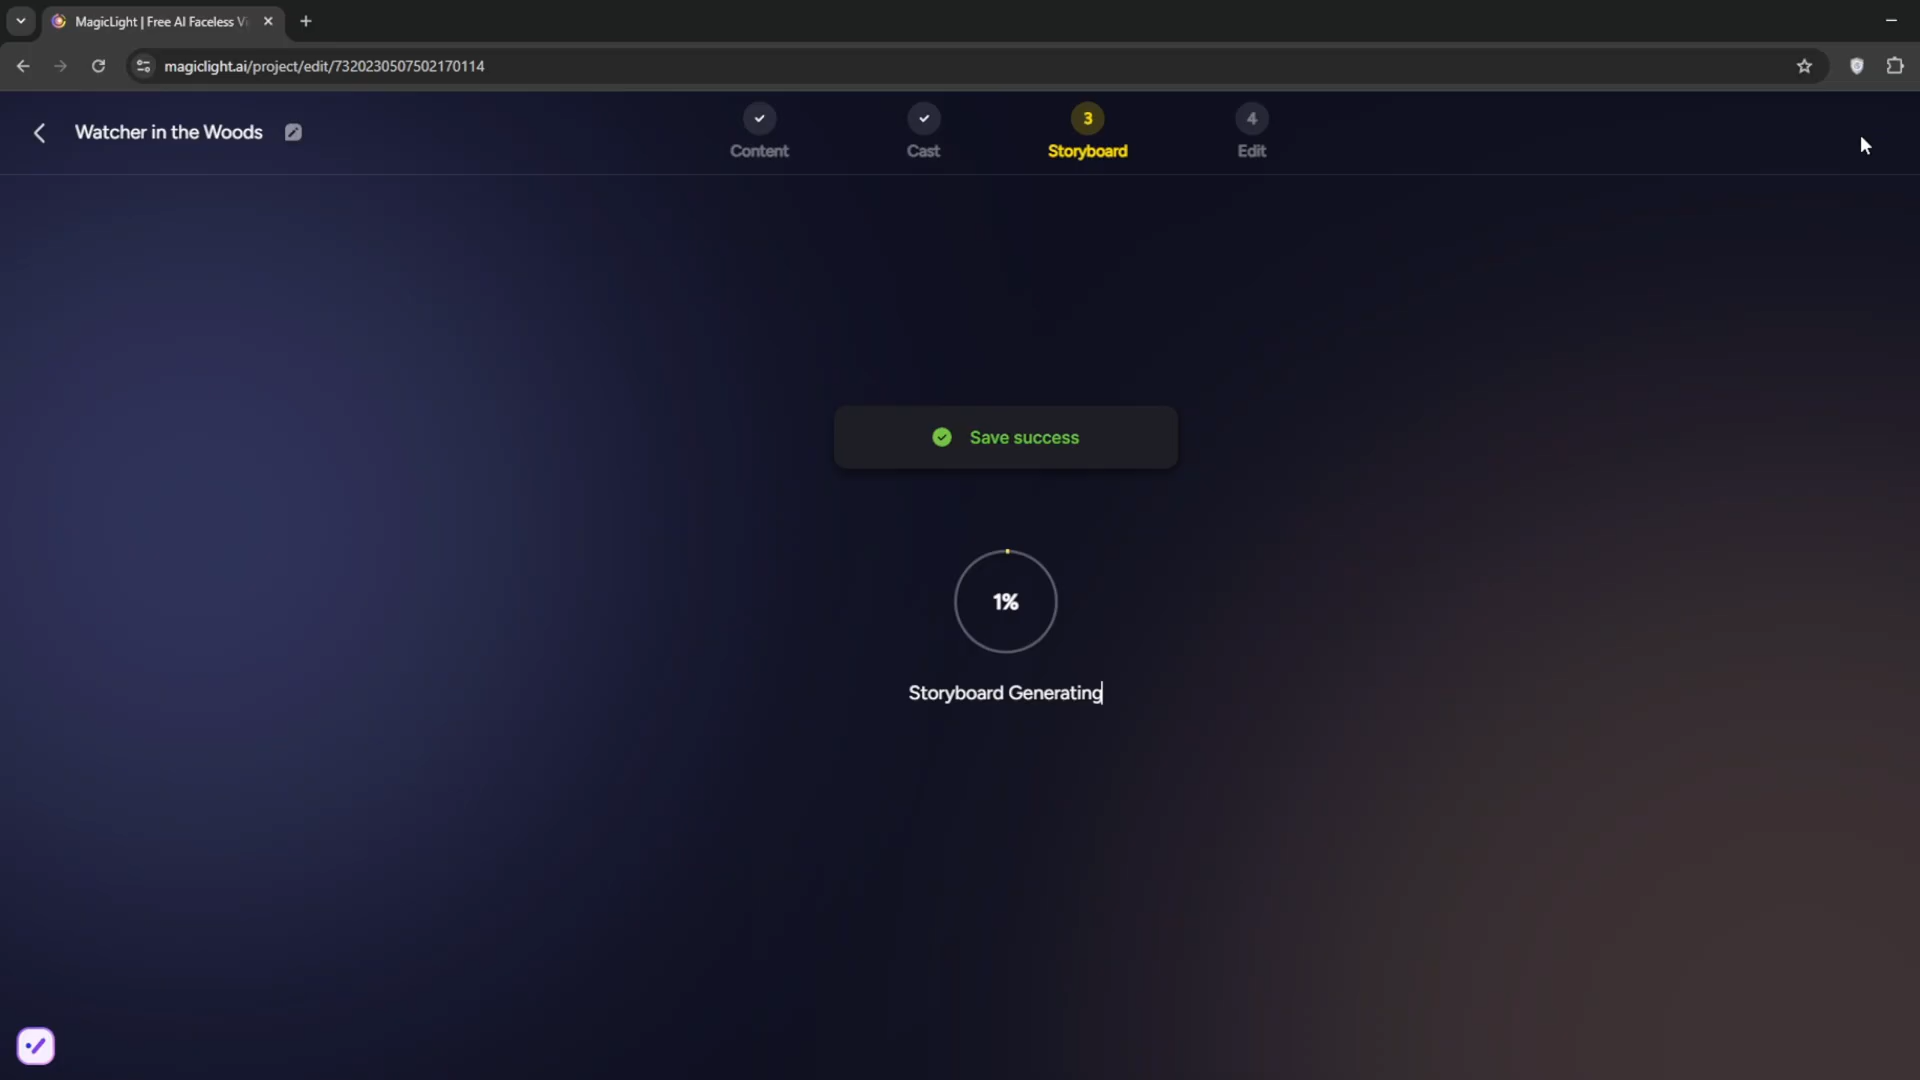 MagicLight | Free AI Faceless Vi
magiclight.ai/project/edit/7320230507502170114
Watcher in the Woods
3
4
Content
Cast
Storyboard
Edit
Save success
1%
Storyboard Generating